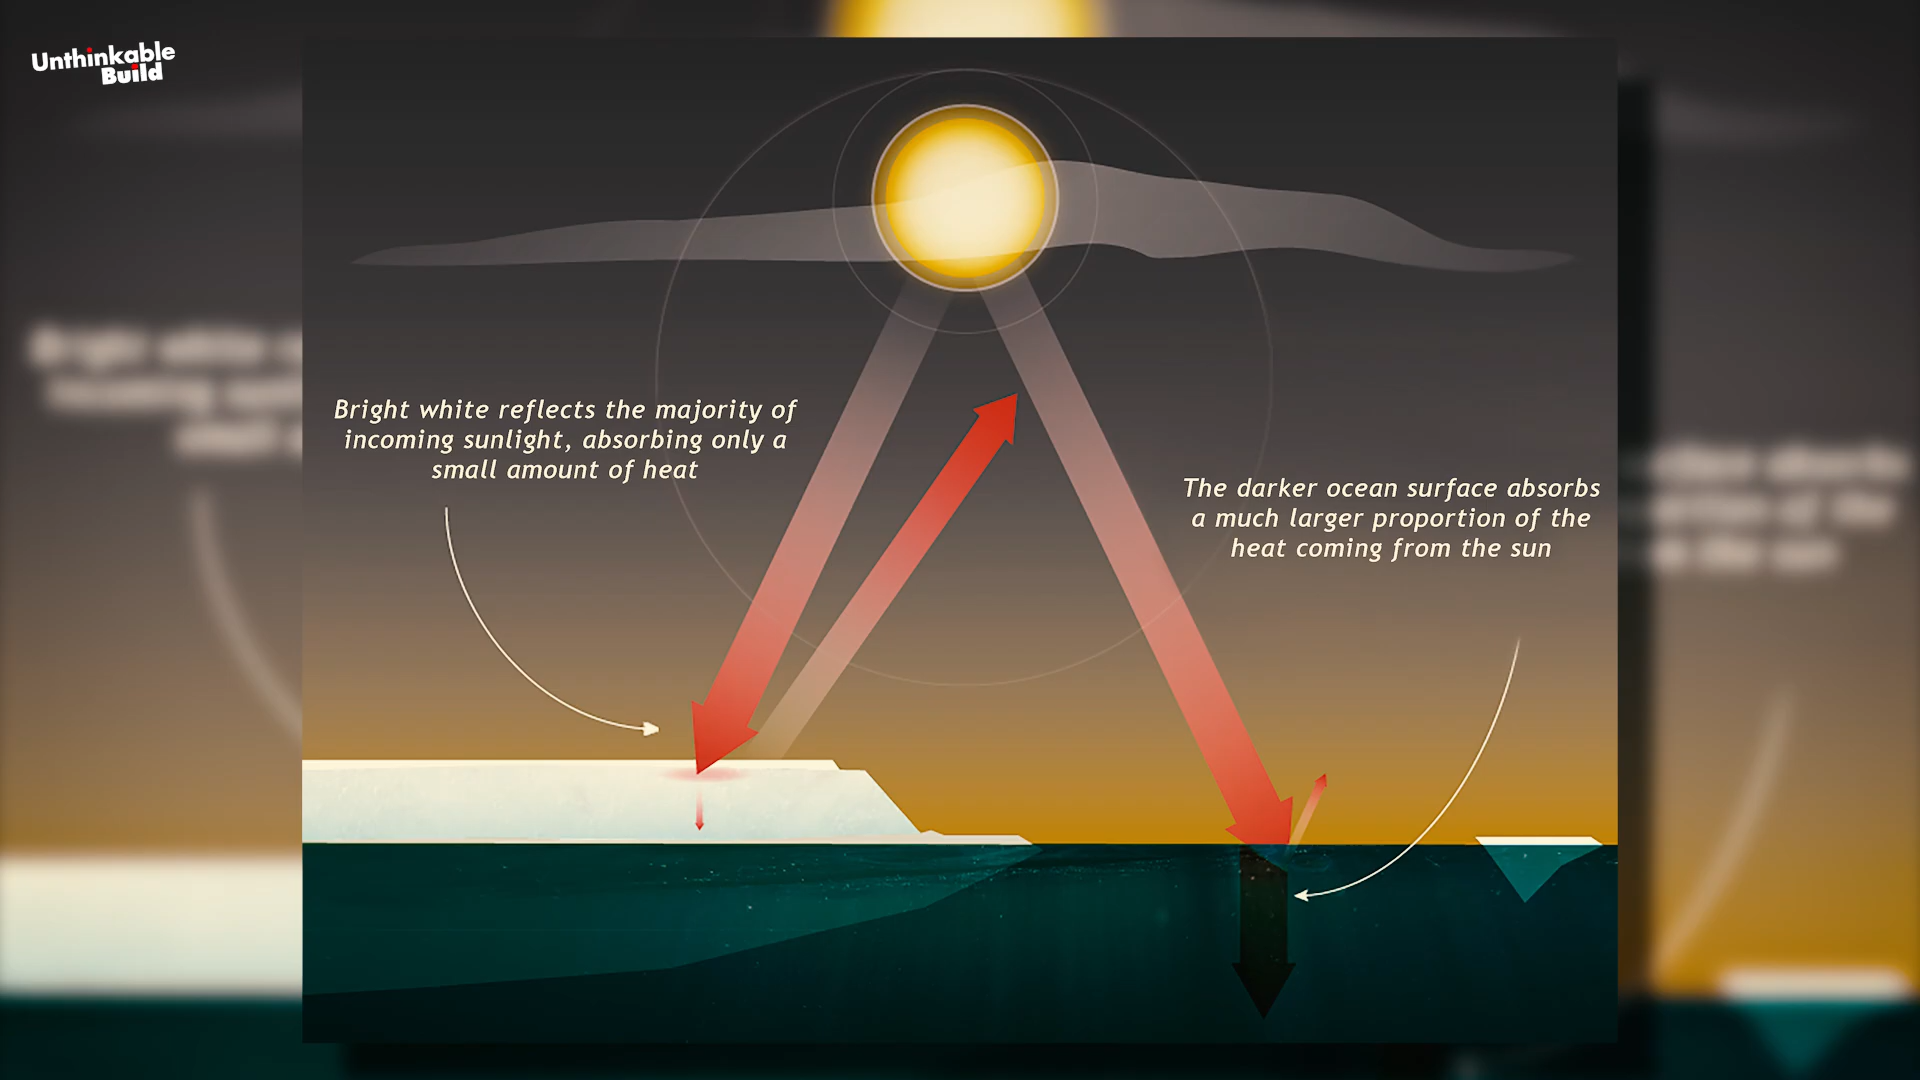 Unthinkable
Build
Bright white reflects the majority of
incoming sunlight, absorbing only a
small amount of heat
The darker ocean surface absorbs
a much larger proportion of the
heat coming from the sun